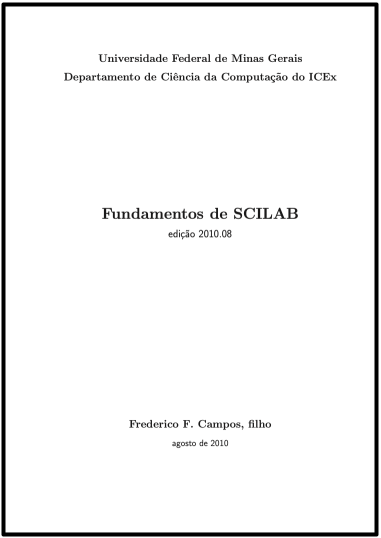 Universidade Federal de Minas Gerais
Departamento de Ciência da Computação do ICEx
Fundamentos de SCILAB
edição 2010.08
Frederico F. Campos, filho
agosto de 2010